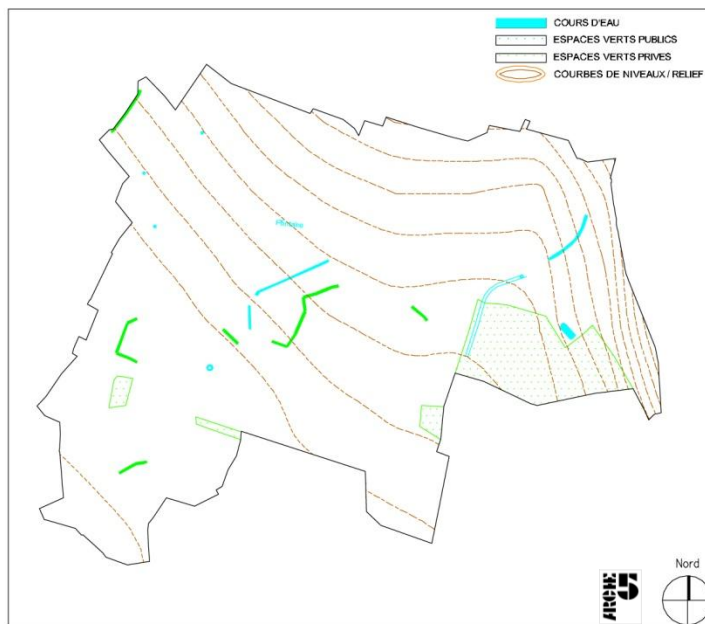 COURS D'EAU
ESPACES VERTS PUBLICS
ESPACES VERTS PRIVES
COURBES DE NIVEAUX / RELIEF
ARCHE 5
Nord